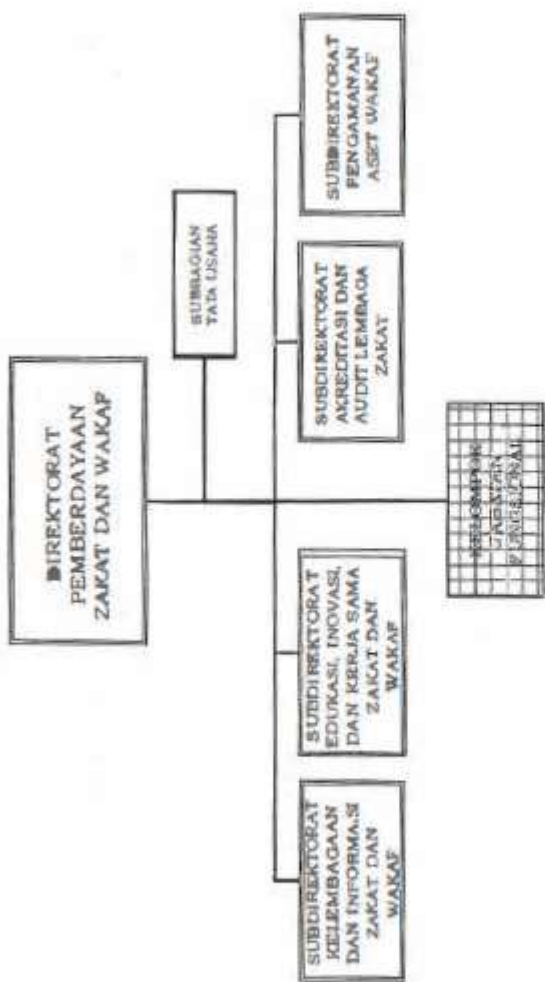 DIREKTORAT
PEMBERDAYAAN
ZAKAT DAN WAKAF
SUBBAGIAN
TATA USAHA
SUBDIREKTORAT
KELEMBAGAAN
DAN INFORMASI
ZAKAT DAN
WAKAF
SUBDIREKTORAT
EDUKASI, INOVASI,
DAN KERJA SAMA
ZAKAT DAN
WAKAF
SUBDIREKTORAT
AKREDITASI DAN
AUDIT LEMBAGA
ZAKAT
SUBDIREKTORAT
PENGAMANAN
ASET WAKAF
KELOMPOK
JABATAN
FUNGSIONAL